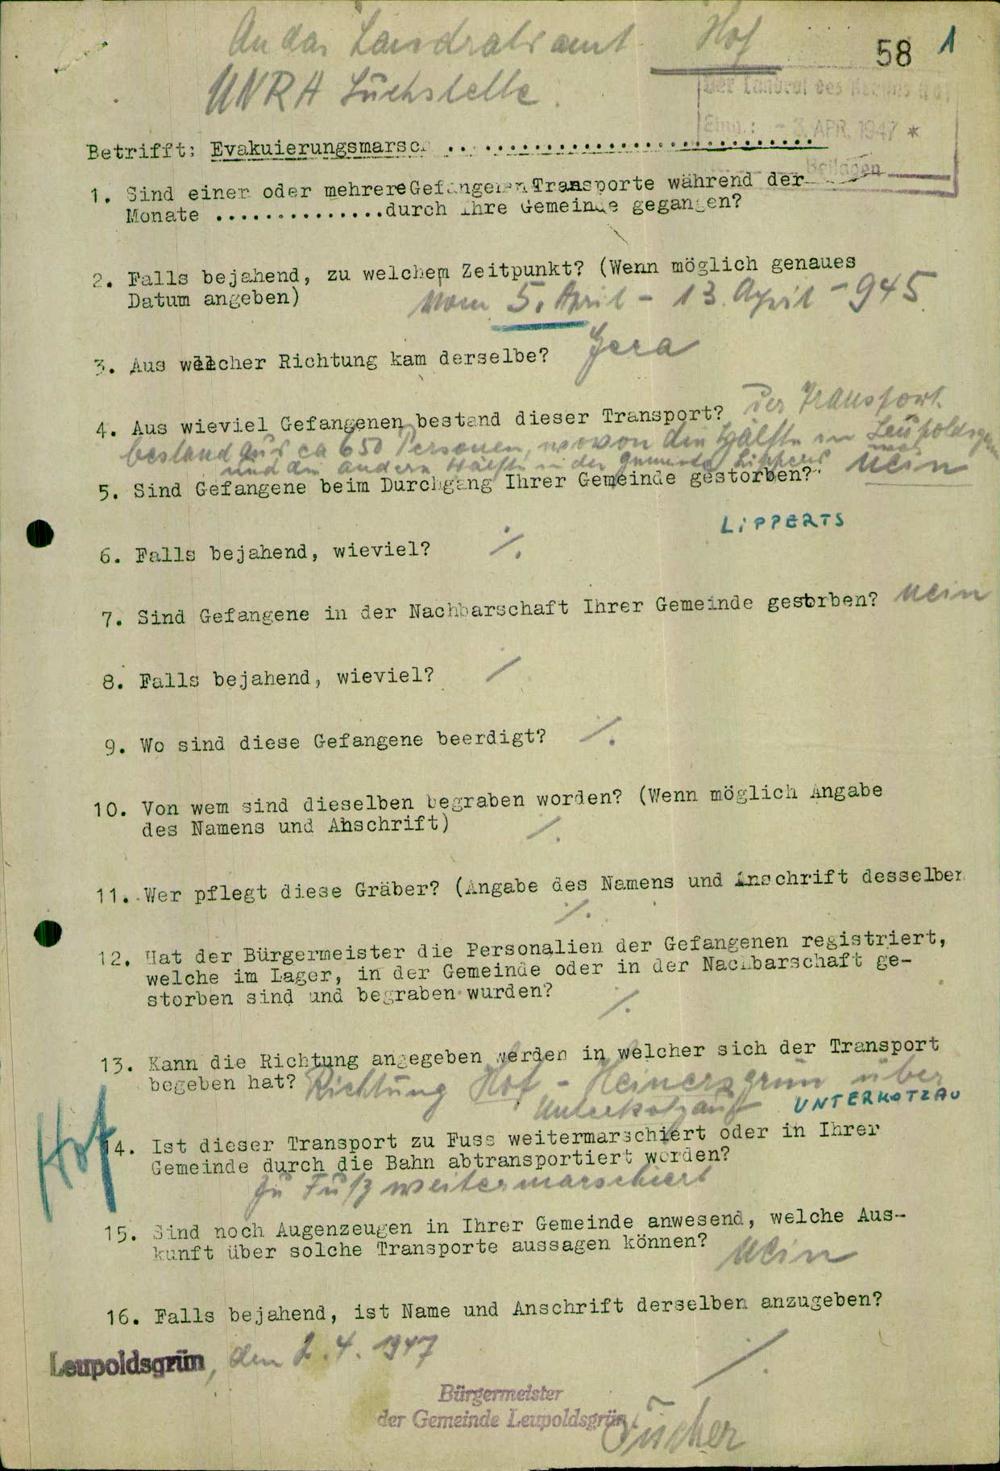 An das Landratsamt Hof
58 1
UNRA Suchstelle.
Der Landrat des Kreises Hof
Eing.: - 3. APR. 1947 *
Beilagen
Betrifft: Evakuierungsmarsch ..............................
1. Sind einer oder mehrere Gefangenen Transporte während der
Monate ..............durch Ihre Gemeinde gegangen?
2. Falls bejahend, zu welchem Zeitpunkt? (Wenn möglich genaues
Datum angeben) vom 5. April - 13. April - 945.
3. Aus welcher Richtung kam derselbe? Jera
4. Aus wieviel Gefangenen bestand dieser Transport? Der Transport
bestand aus ca 650 Personen, wovon die Hälfte in Leupoldsgrün
und die andere Hälfte in der Gemeinde Lipperts
5. Sind Gefangene beim Durchgang Ihrer Gemeinde gestorben? Nein
LIPPERTS
6. Falls bejahend, wieviel? ./.
7. Sind Gefangene in der Nachbarschaft Ihrer Gemeinde gestorben? Nein
8. Falls bejahend, wieviel? /
9. Wo sind diese Gefangene beerdigt? ./.
10. Von wem sind dieselben begraben worden? (Wenn möglich Angabe
des Namens und Anschrift) ./.
11. Wer pflegt diese Gräber? (Angabe des Namens und Anschrift desselben
./.
12. Hat der Bürgermeister die Personalien der Gefangenen registriert,
welche im Lager, in der Gemeinde oder in der Nachbarschaft ge-
storben sind und begraben wurden?
./.
13. Kann die Richtung angegeben werden in welcher sich der Transport
begeben hat? Richtung Hof - Heinersgrün über
Unterkotzau UNTERKOTZAU
Hof
14. Ist dieser Transport zu Fuss weitermarschiert oder in Ihrer
Gemeinde durch die Bahn abtransportiert worden?
Zu Fuß weitermarschiert
15. Sind noch Augenzeugen in Ihrer Gemeinde anwesend, welche Aus-
kunft über solche Transporte aussagen können? Nein
16. Falls bejahend, ist Name und Anschrift derselben anzugeben?
Leupoldsgrün, den 2. 4. 1947 ./.
Bürgermeister
der Gemeinde Leupoldsgrün
Fischer